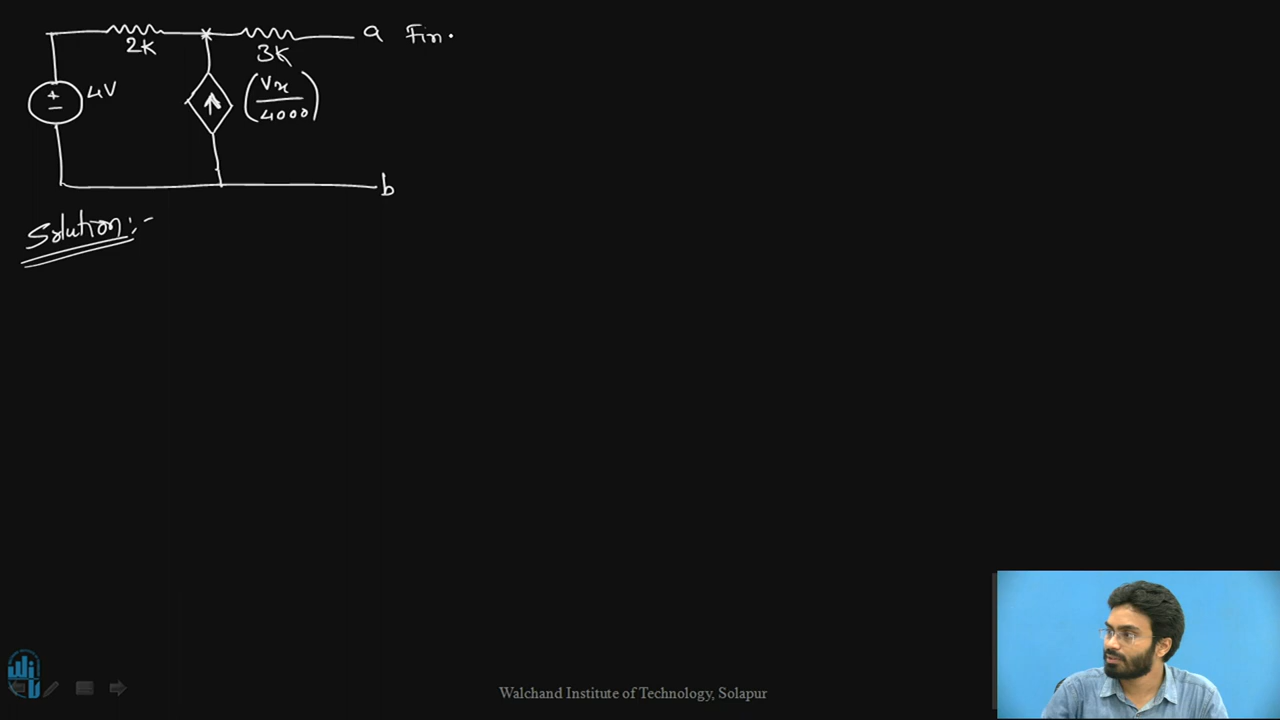 2K
3K
a Fin.
+
-
4V
(Vx/4000)
b
Solution:-
Walchand Institute of Technology, Solapur